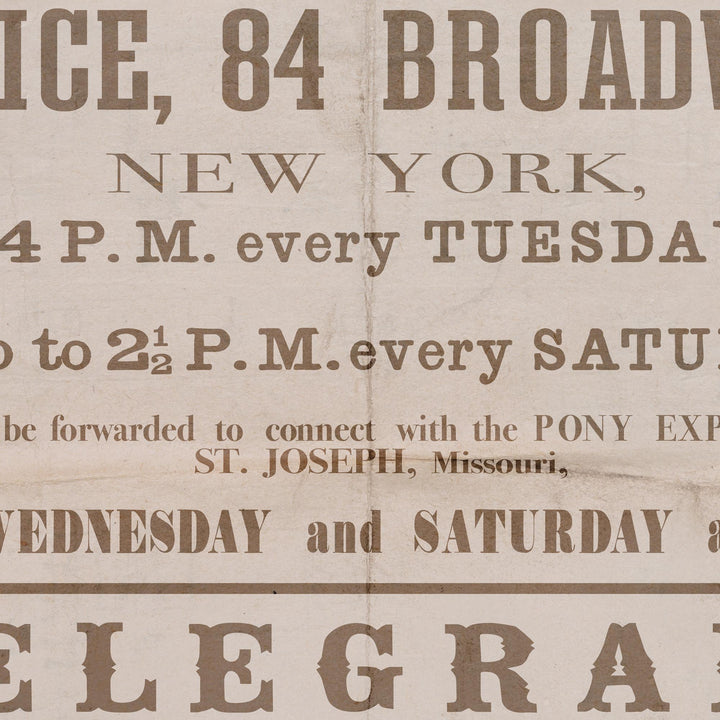 ICE, 84 BROADW
NEW YORK,
4 P. M. every TUESDA
o to 2½ P. M. every SATU
be forwarded to connect with the PONY EXP
ST. JOSEPH, Missouri,
WEDNESDAY and SATURDAY a
ELEGRA